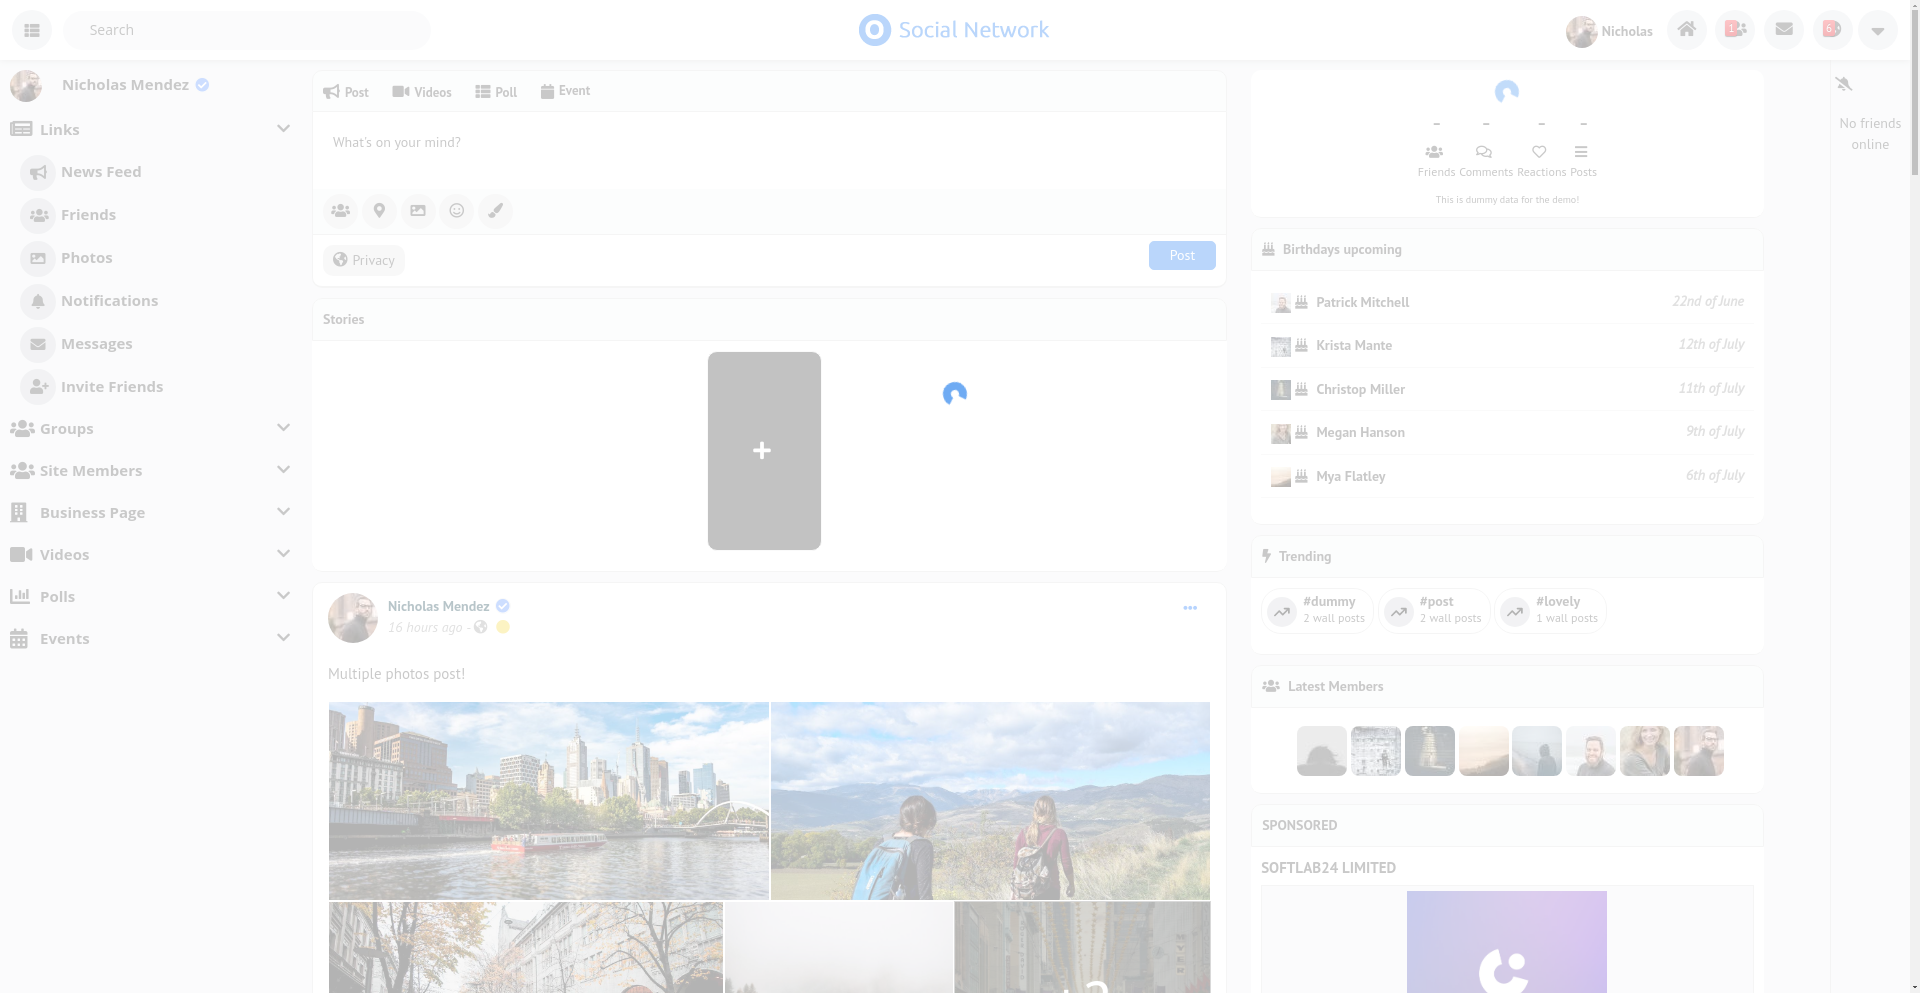 Search
Social Network
Nicholas
1
6
Nicholas Mendez
Links
News Feed
Friends
Photos
Notifications
Messages
Invite Friends
Groups
Site Members
Business Page
Videos
Polls
Events
Post
Videos
Poll
Event
What's on your mind?
Privacy
Post
Stories
Nicholas Mendez
16 hours ago -
Multiple photos post!
- - - -
Friends Comments Reactions Posts
This is dummy data for the demo!
Birthdays upcoming
Patrick Mitchell 22nd of June
Krista Mante 12th of July
Christop Miller 11th of July
Megan Hanson 9th of July
Mya Flatley 6th of July
Trending
#dummy
2 wall posts
#post
2 wall posts
#lovely
1 wall posts
Latest Members
SPONSORED
SOFTLAB24 LIMITED
No friends
online